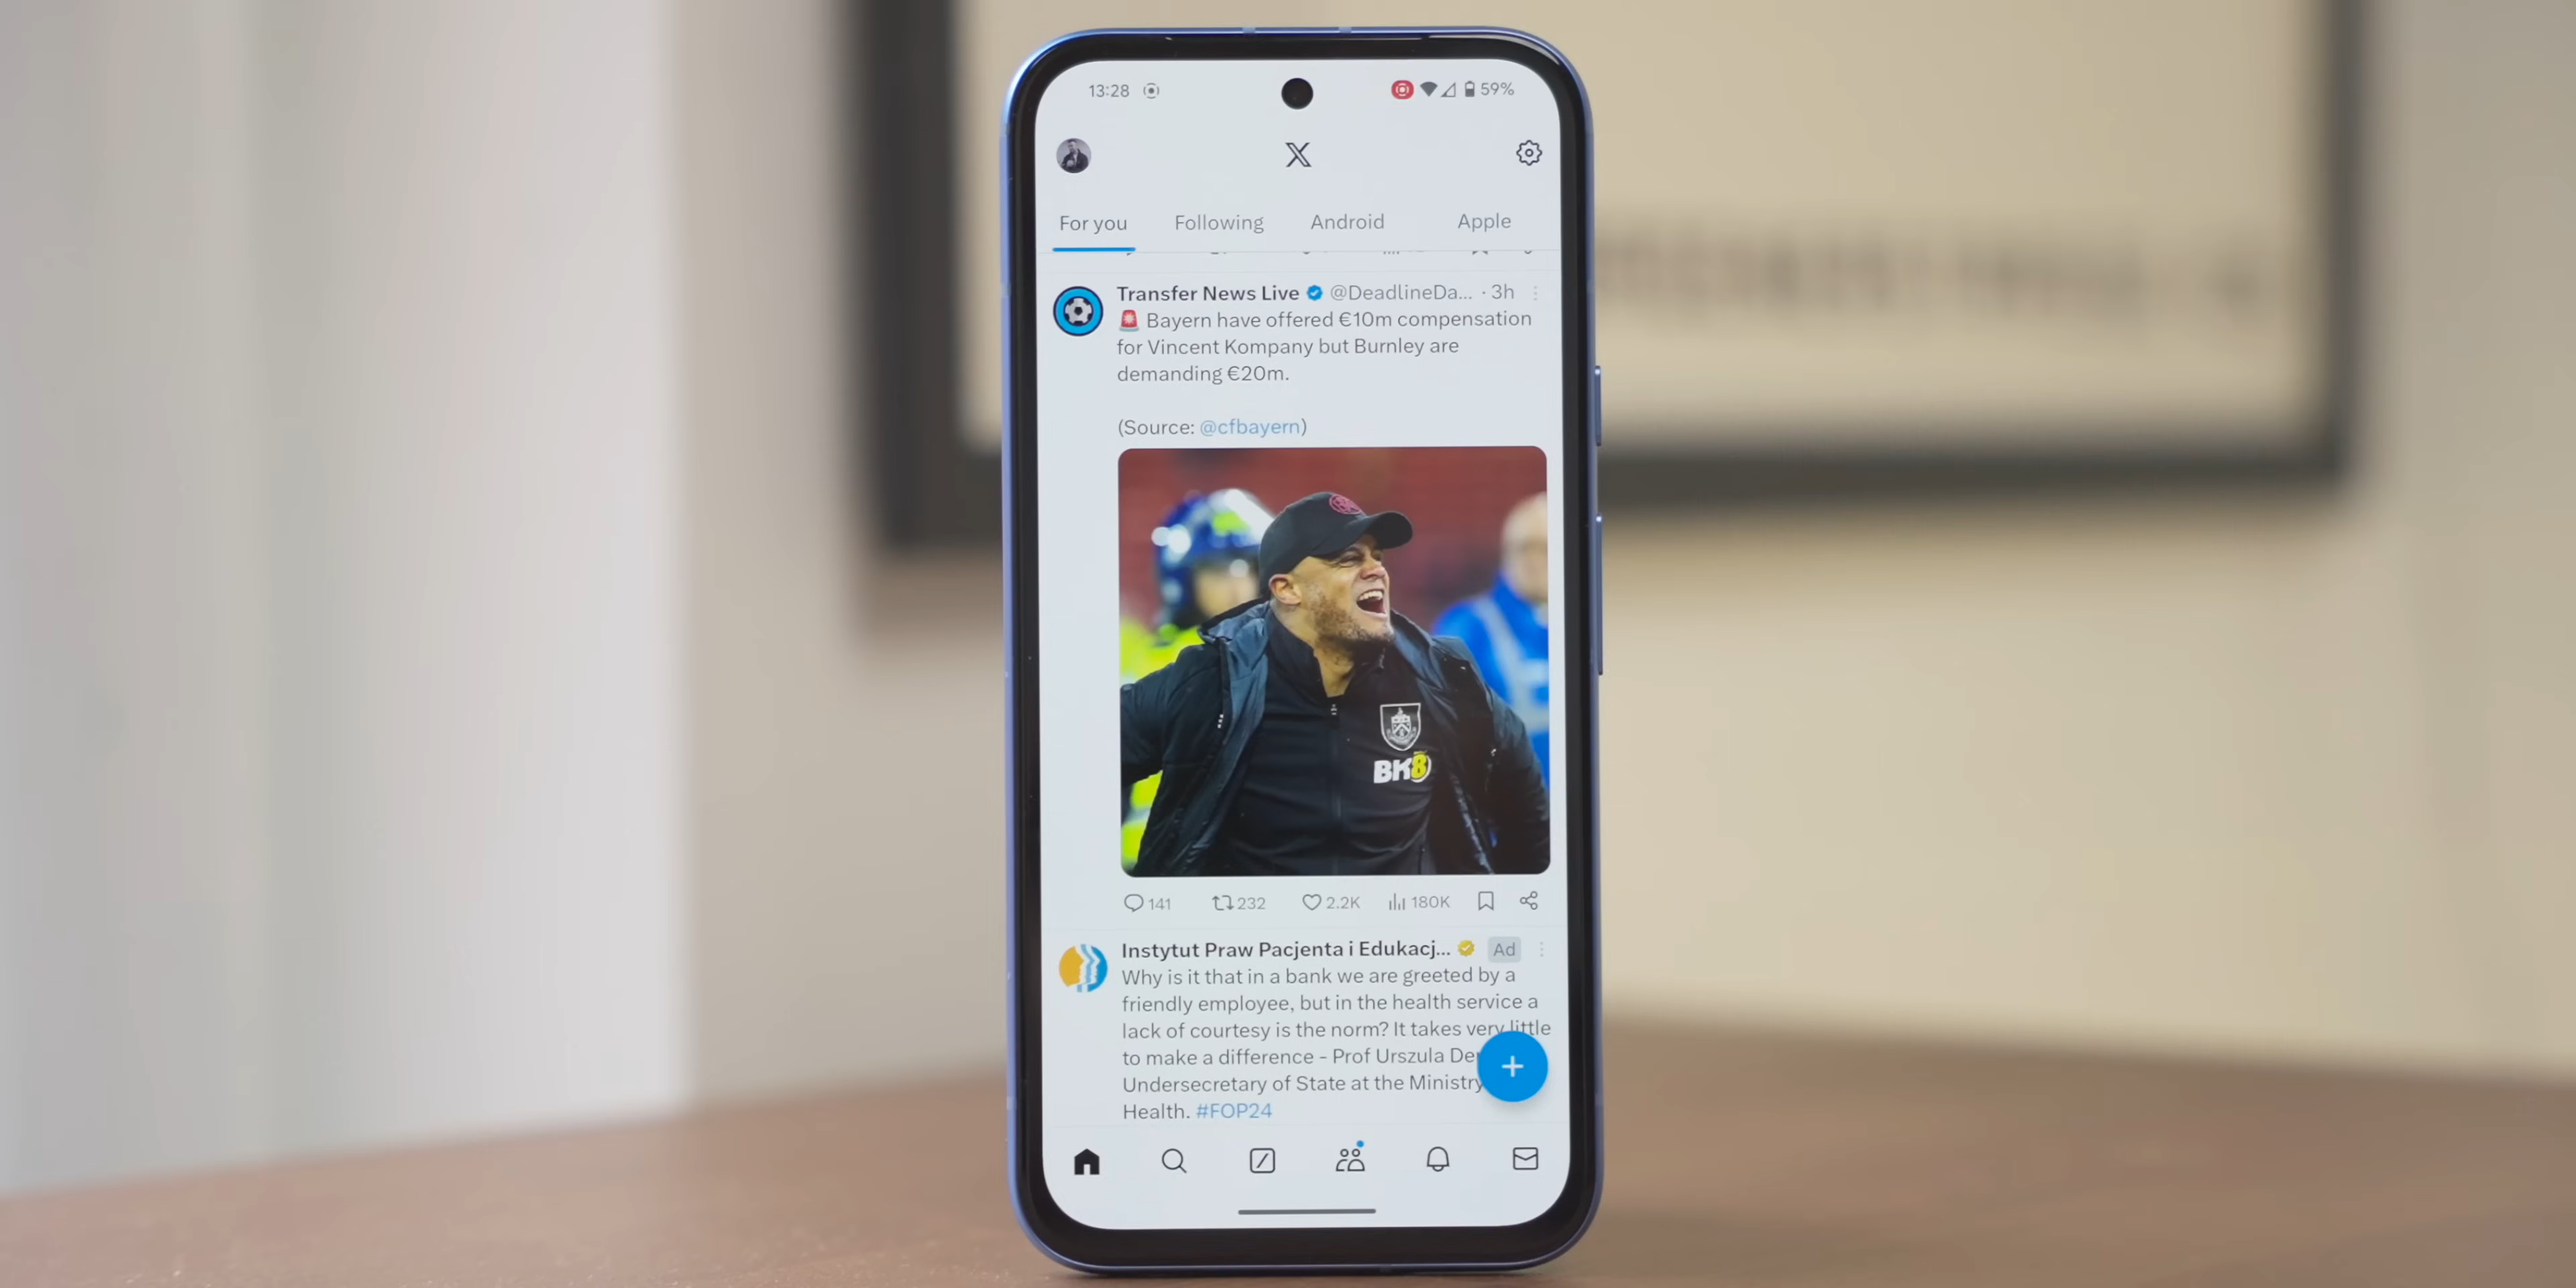 13:28
59%
For you Following Android Apple
Transfer News Live @DeadlineDa... · 3h
🚨 Bayern have offered €10m compensation
for Vincent Kompany but Burnley are
demanding €20m.
(Source: @cfbayern)
BK8
141 232 2.2K 180K
Instytut Praw Pacjenta i Edukacj... Ad
Why is it that in a bank we are greeted by a
friendly employee, but in the health service a
lack of courtesy is the norm? It takes very little
to make a difference - Prof Urszula
Undersecretary of State at the Ministry
Health. #FOP24